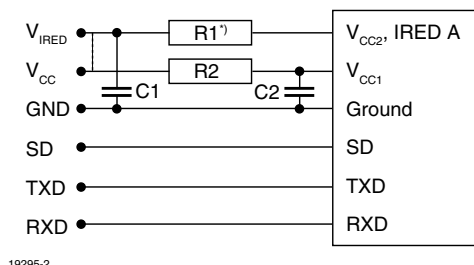 V_IRED R1*) V_CC2, IRED A
V_CC R2 V_CC1
C1 C2
GND Ground
SD SD
TXD TXD
RXD RXD
19295-2